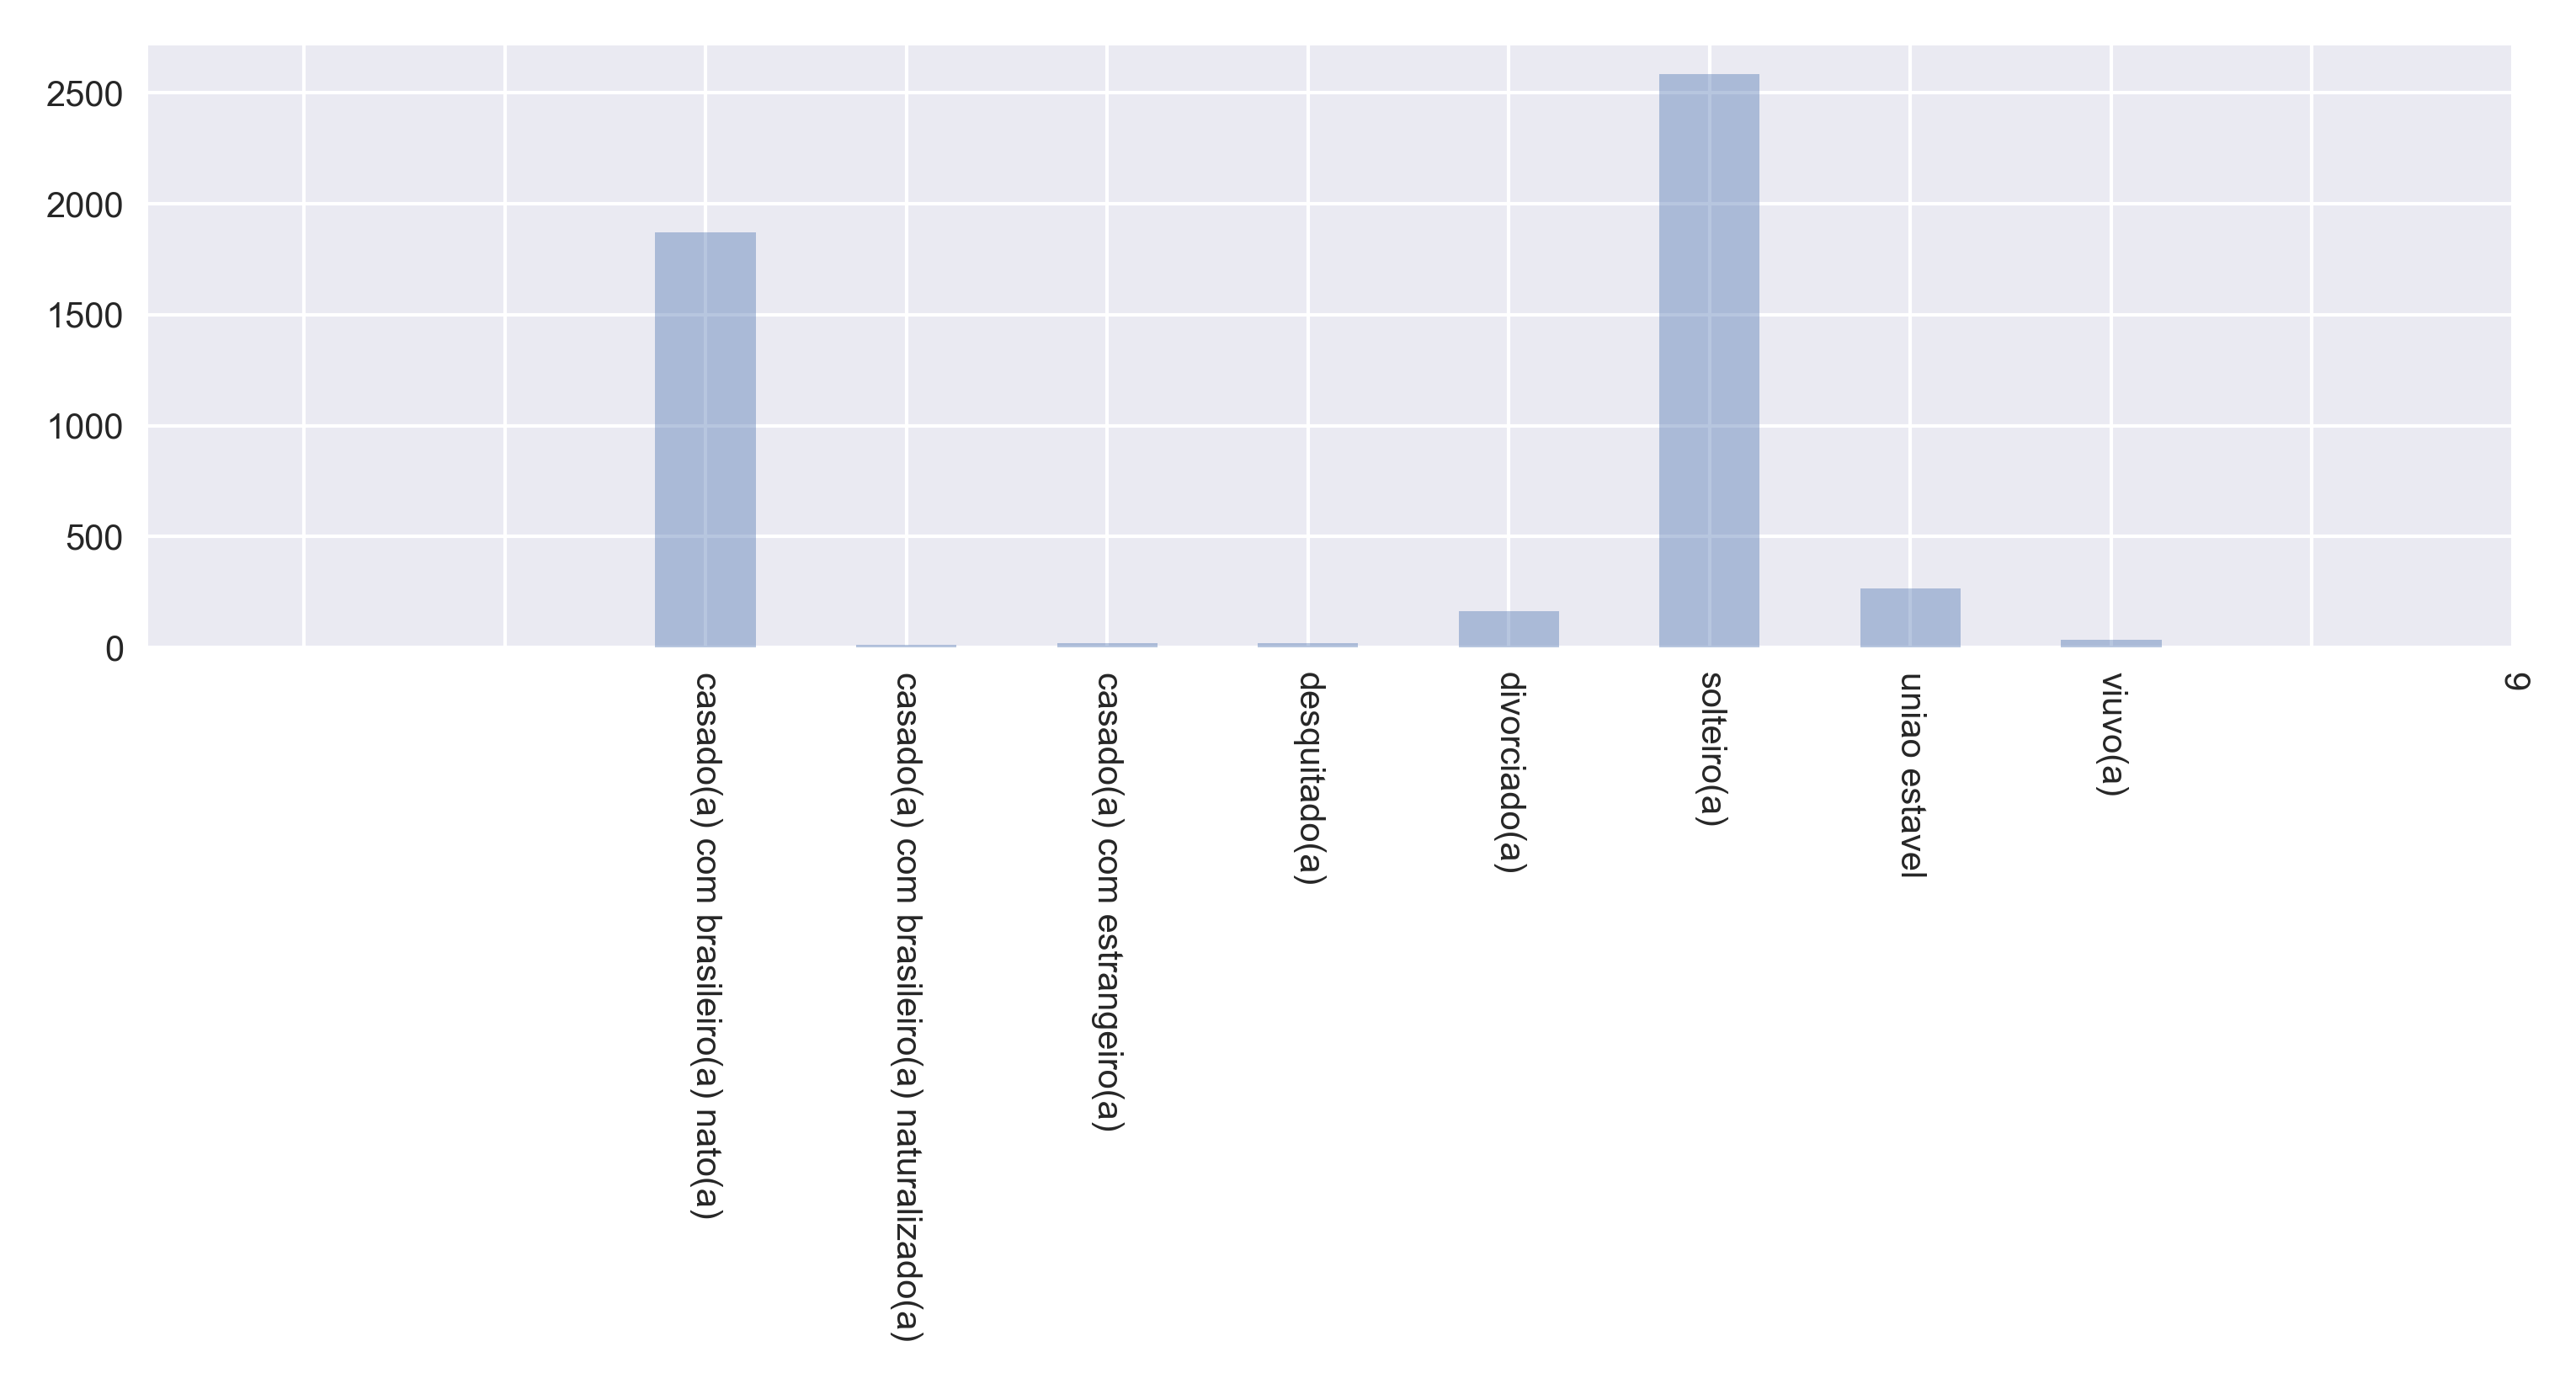 2500
2000
1500
1000
500
0
casado(a) com brasileiro(a) nato(a)
casado(a) com brasileiro(a) naturalizado(a)
casado(a) com estrangeiro(a)
desquitado(a)
divorciado(a)
solteiro(a)
uniao estavel
viuvo(a)
9